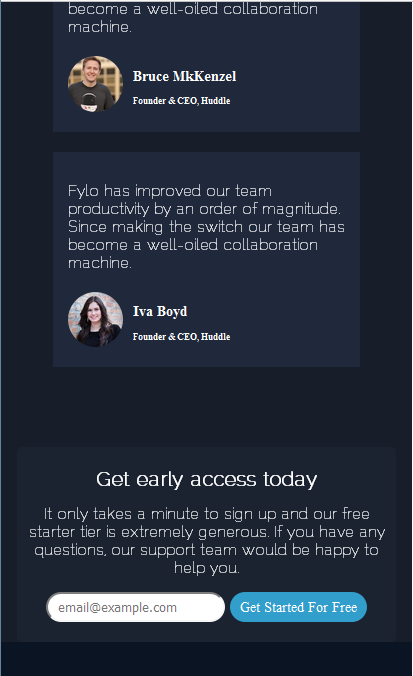 become a well-oiled collaboration
machine.
Bruce MkKenzel
Founder & CEO, Huddle
Fylo has improved our team
productivity by an order of magnitude.
Since making the switch our team has
become a well-oiled collaboration
machine.
Iva Boyd
Founder & CEO, Huddle
Get early access today
It only takes a minute to sign up and our free
starter tier is extremely generous. If you have any
questions, our support team would be happy to
help you.
email@example.com Get Started For Free